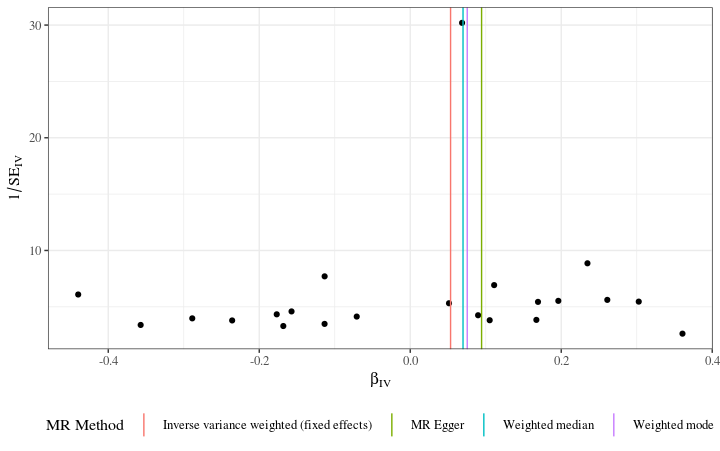 30
20
10
1/SE_IV
-0.4 -0.2 0.0 0.2 0.4
β_IV
MR Method Inverse variance weighted (fixed effects) MR Egger Weighted median Weighted mode